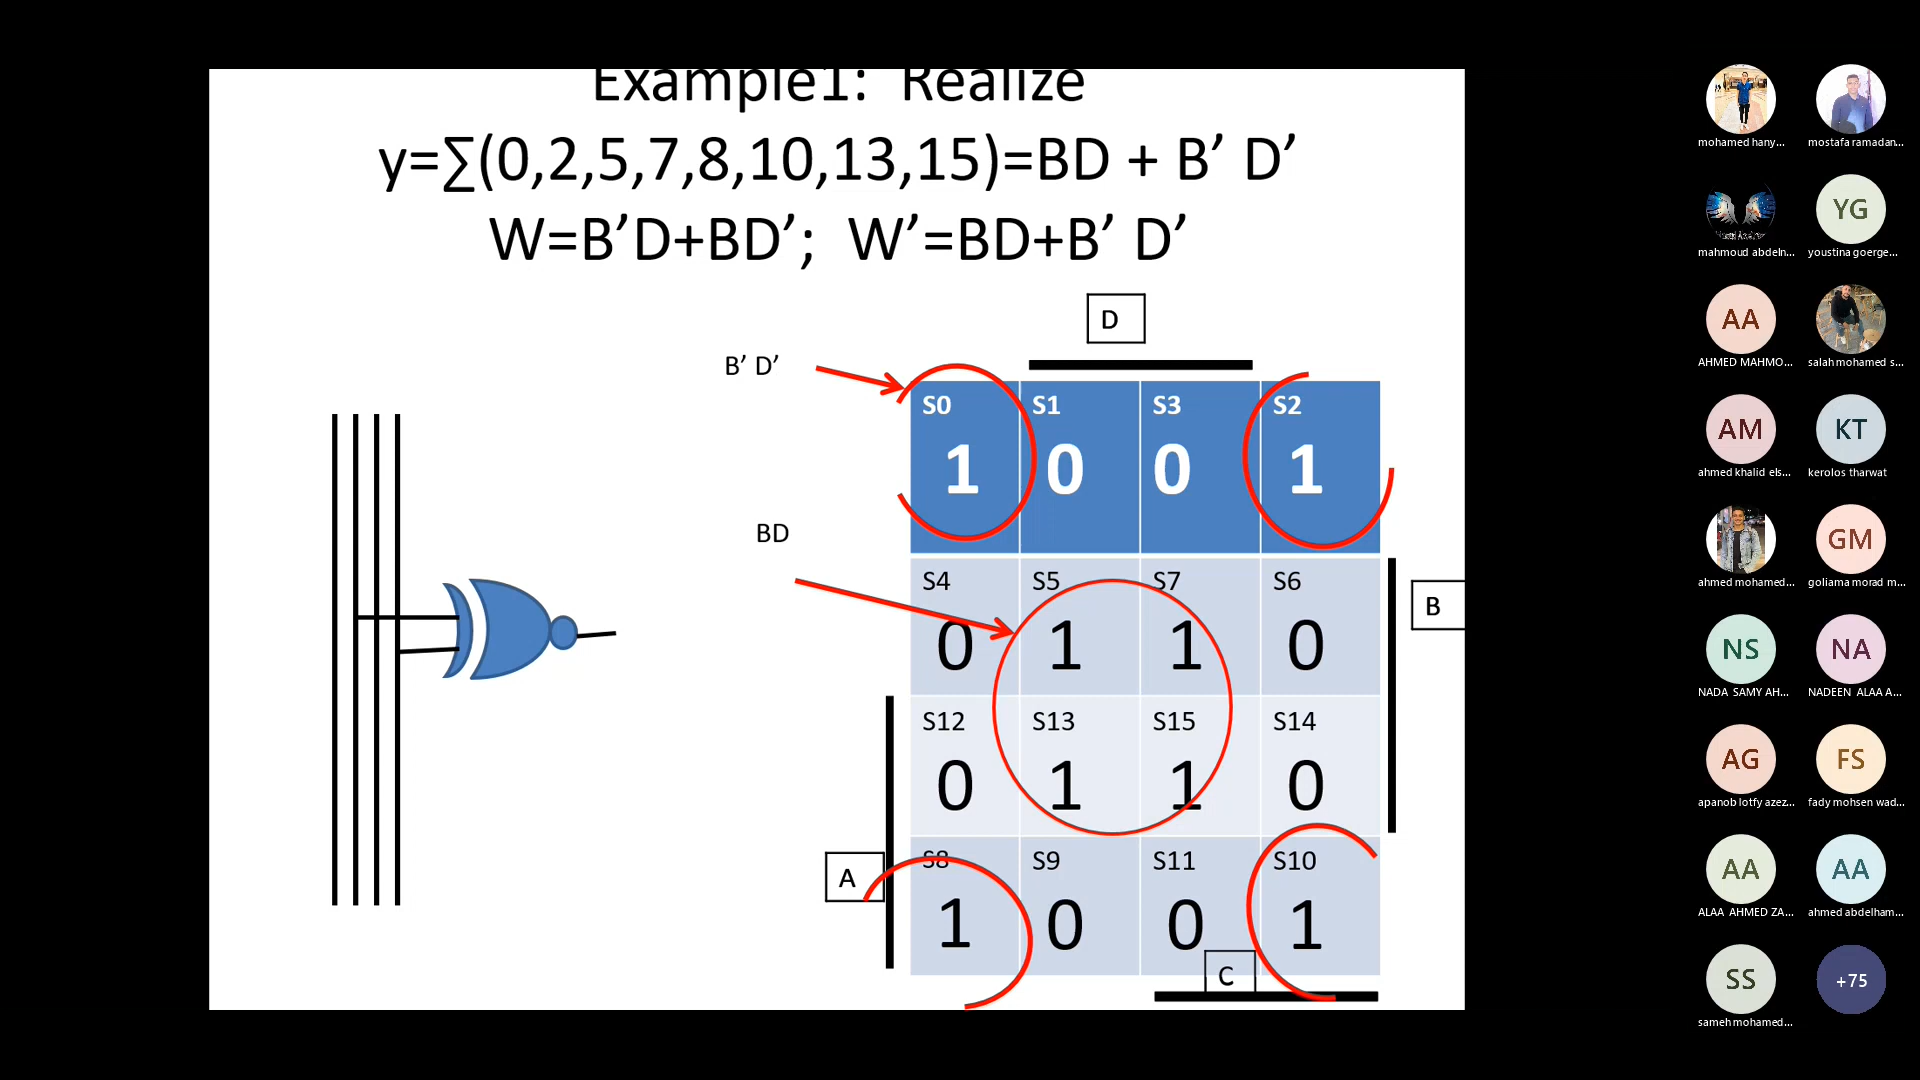 Example1: Realize
y=∑(0,2,5,7,8,10,13,15)=BD + B’ D’
W=B’D+BD’; W’=BD+B’ D’
D
B’ D’
S0 S1 S3 S2
1 0 0 1
BD
S4 S5 S7 S6
B
0 1 1 0
S12 S13 S15 S14
0 1 1 0
A
S8 S9 S11 S10
1 0 0 1
C
mohamed hany...
mostafa ramadan...
mahmoud abdeln...
YG
youstina goerge...
AA
AHMED MAHMO...
salah mohamed s...
AM
ahmed khalid els...
KT
kerolos tharwat
ahmed mohamed...
GM
goliama morad m...
NS
NADA SAMY AH...
NA
NADEEN ALAA A...
AG
apanob lotfy azez...
FS
fady mohsen wad...
AA
ALAA AHMED ZA...
AA
ahmed abdelham...
SS
sameh mohamed...
+75